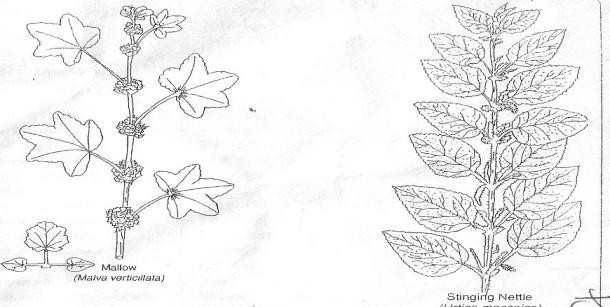 Mallow
(Malva verticillata)
Stinging Nettle